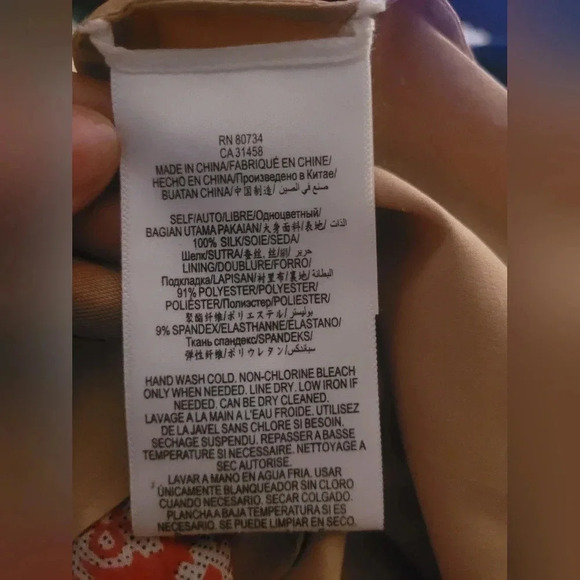 RN 80734
CA 31458
MADE IN CHINA/FABRIQUÉ EN CHINE/
HECHO EN CHINA/Произведено в Китае/
BUATAN CHINA/中国制造/ صنع في الصين/
SELF/AUTO/LIBRE/Одноцветный/
BAGIAN UTAMA PAKAIAN/大身面料/表地/ الذات/
100% SILK/SOIE/SEDA/
Шелк/SUTRA/蚕丝, 丝/絹/ حرير/
LINING/DOUBLURE/FORRO/
Подкладка/LAPISAN/衬里布/裏地/ البطانة/
91% POLYESTER/POLYESTER/
POLIÉSTER/Полиэстер/POLIESTER/
聚酯纤维/ポリエステル/ بوليستر/
9% SPANDEX/ELASTHANNE/ELASTANO/
Ткань спандекс/SPANDEKS/
弹性纤维/ポリウレタン/ سباندكس/
HAND WASH COLD. NON-CHLORINE BLEACH
ONLY WHEN NEEDED. LINE DRY. LOW IRON IF
NEEDED. CAN BE DRY CLEANED.
LAVAGE A LA MAIN A L'EAU FROIDE. UTILISEZ
DE LA JAVEL SANS CHLORE SI BESOIN.
SECHAGE SUSPENDU. REPASSER A BASSE
TEMPERATURE SI NECESSAIRE. NETTOYAGE A
SEC AUTORISE.
LAVAR A MANO EN AGUA FRIA. USAR
ÚNICAMENTE BLANQUEADOR SIN CLORO
CUANDO NECESARIO. SECAR COLGADO.
PLANCHA A BAJA TEMPERATURA SI ES
NECESARIO. SE PUEDE LIMPIAR EN SECO.